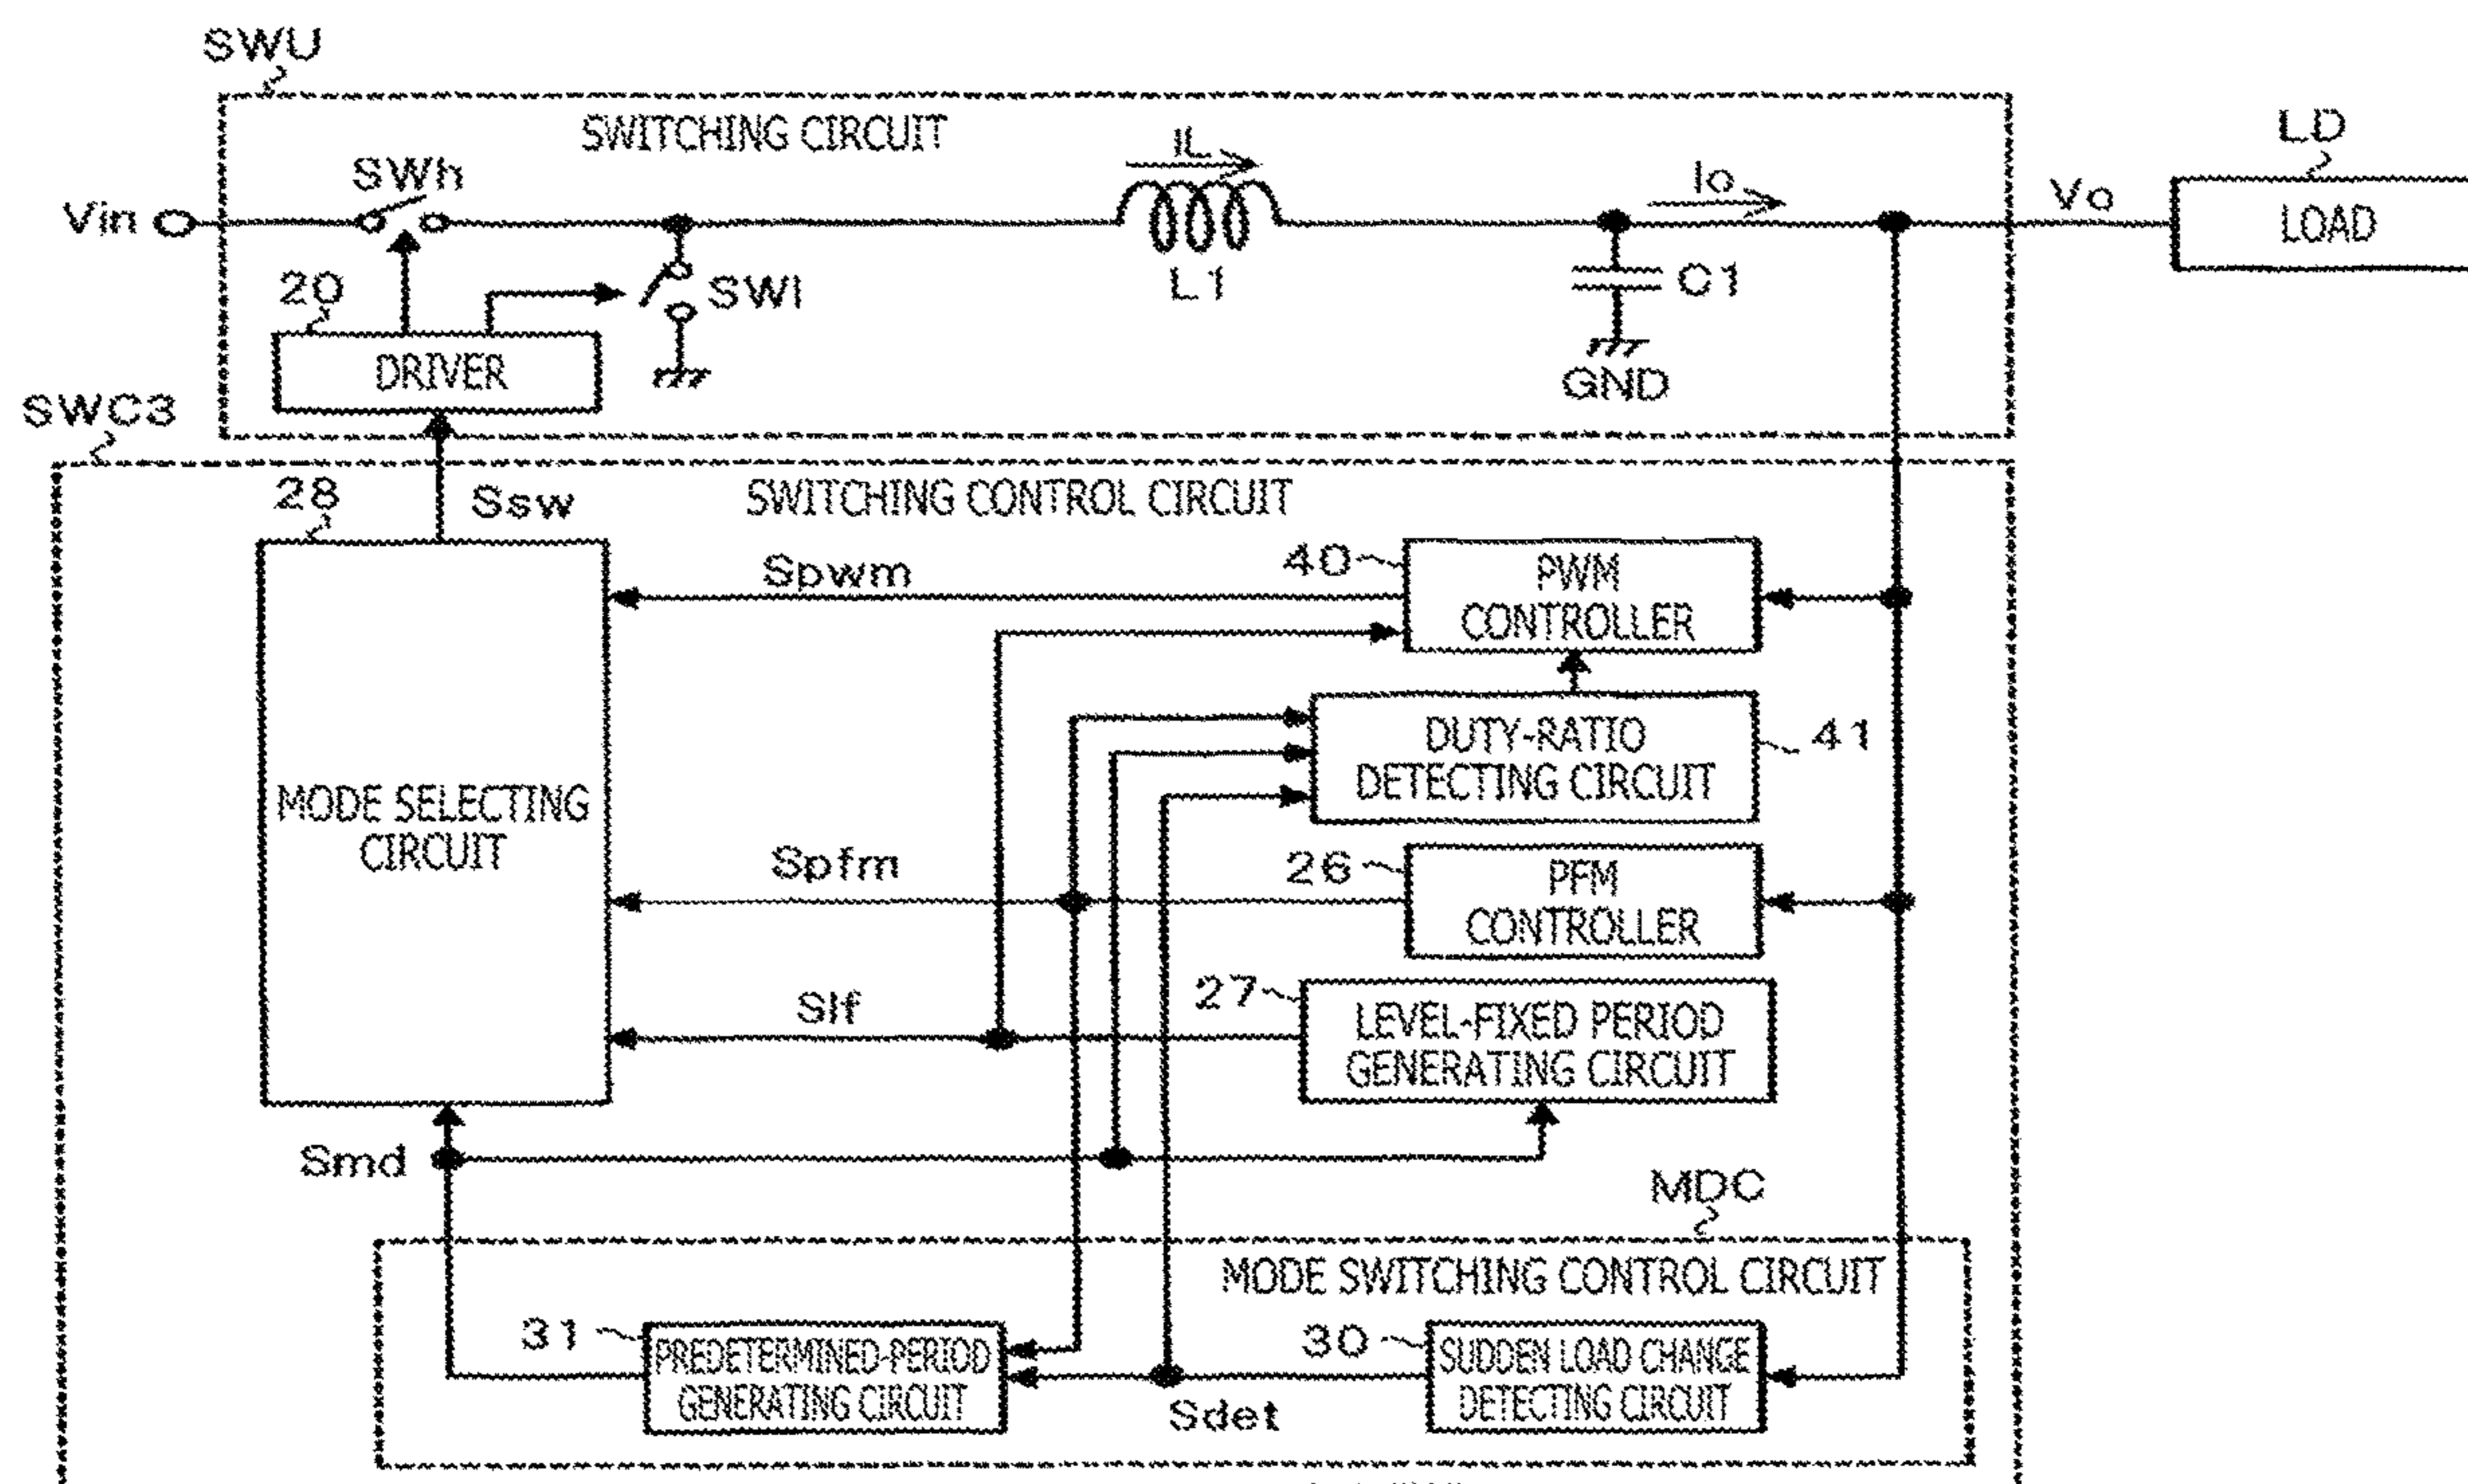 SWU
SWITCHING CIRCUIT
IL
LD
SWh
Io
Vin
Vo
LOAD
20
SWl
L1
C1
DRIVER
GND
SWC3
28
Ssw
SWITCHING CONTROL CIRCUIT
Spwm
40
PWM
CONTROLLER
DUTY-RATIO
DETECTING CIRCUIT
41
MODE SELECTING
CIRCUIT
Spfm
26
PFM
CONTROLLER
Slf
27
LEVEL-FIXED PERIOD
GENERATING CIRCUIT
Smd
MDC
MODE SWITCHING CONTROL CIRCUIT
31
PREDETERMINED-PERIOD
GENERATING CIRCUIT
30
SUDDEN LOAD CHANGE
DETECTING CIRCUIT
Sdet